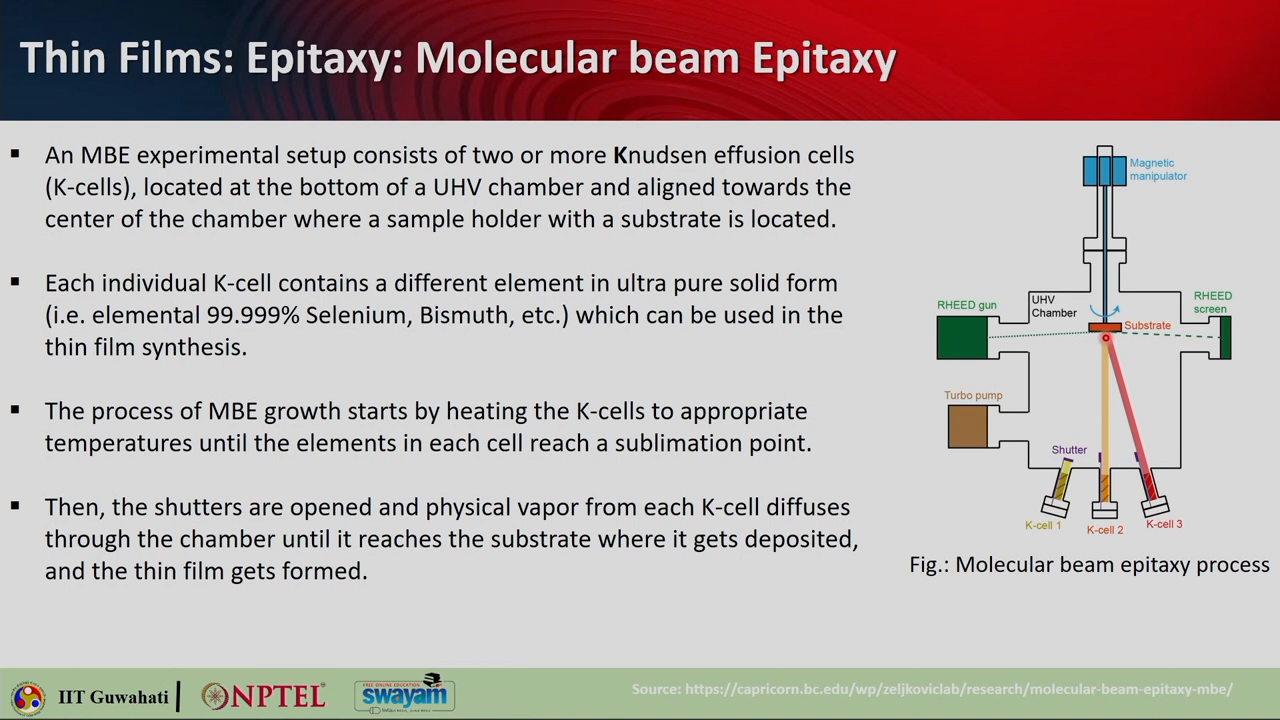 Thin Films: Epitaxy: Molecular beam Epitaxy
▪ An MBE experimental setup consists of two or more Knudsen effusion cells
(K-cells), located at the bottom of a UHV chamber and aligned towards the
center of the chamber where a sample holder with a substrate is located.
▪ Each individual K-cell contains a different element in ultra pure solid form
(i.e. elemental 99.999% Selenium, Bismuth, etc.) which can be used in the
thin film synthesis.
▪ The process of MBE growth starts by heating the K-cells to appropriate
temperatures until the elements in each cell reach a sublimation point.
▪ Then, the shutters are opened and physical vapor from each K-cell diffuses
through the chamber until it reaches the substrate where it gets deposited,
and the thin film gets formed.
Magnetic
manipulator
RHEED gun
UHV
Chamber
RHEED
screen
Substrate
Turbo pump
Shutter
K-cell 1
K-cell 2
K-cell 3
Fig.: Molecular beam epitaxy process
IIT Guwahati
NPTEL
FREE ONLINE EDUCATION
swayam
Source: https://capricorn.bc.edu/wp/zeljkoviclab/research/molecular-beam-epitaxy-mbe/